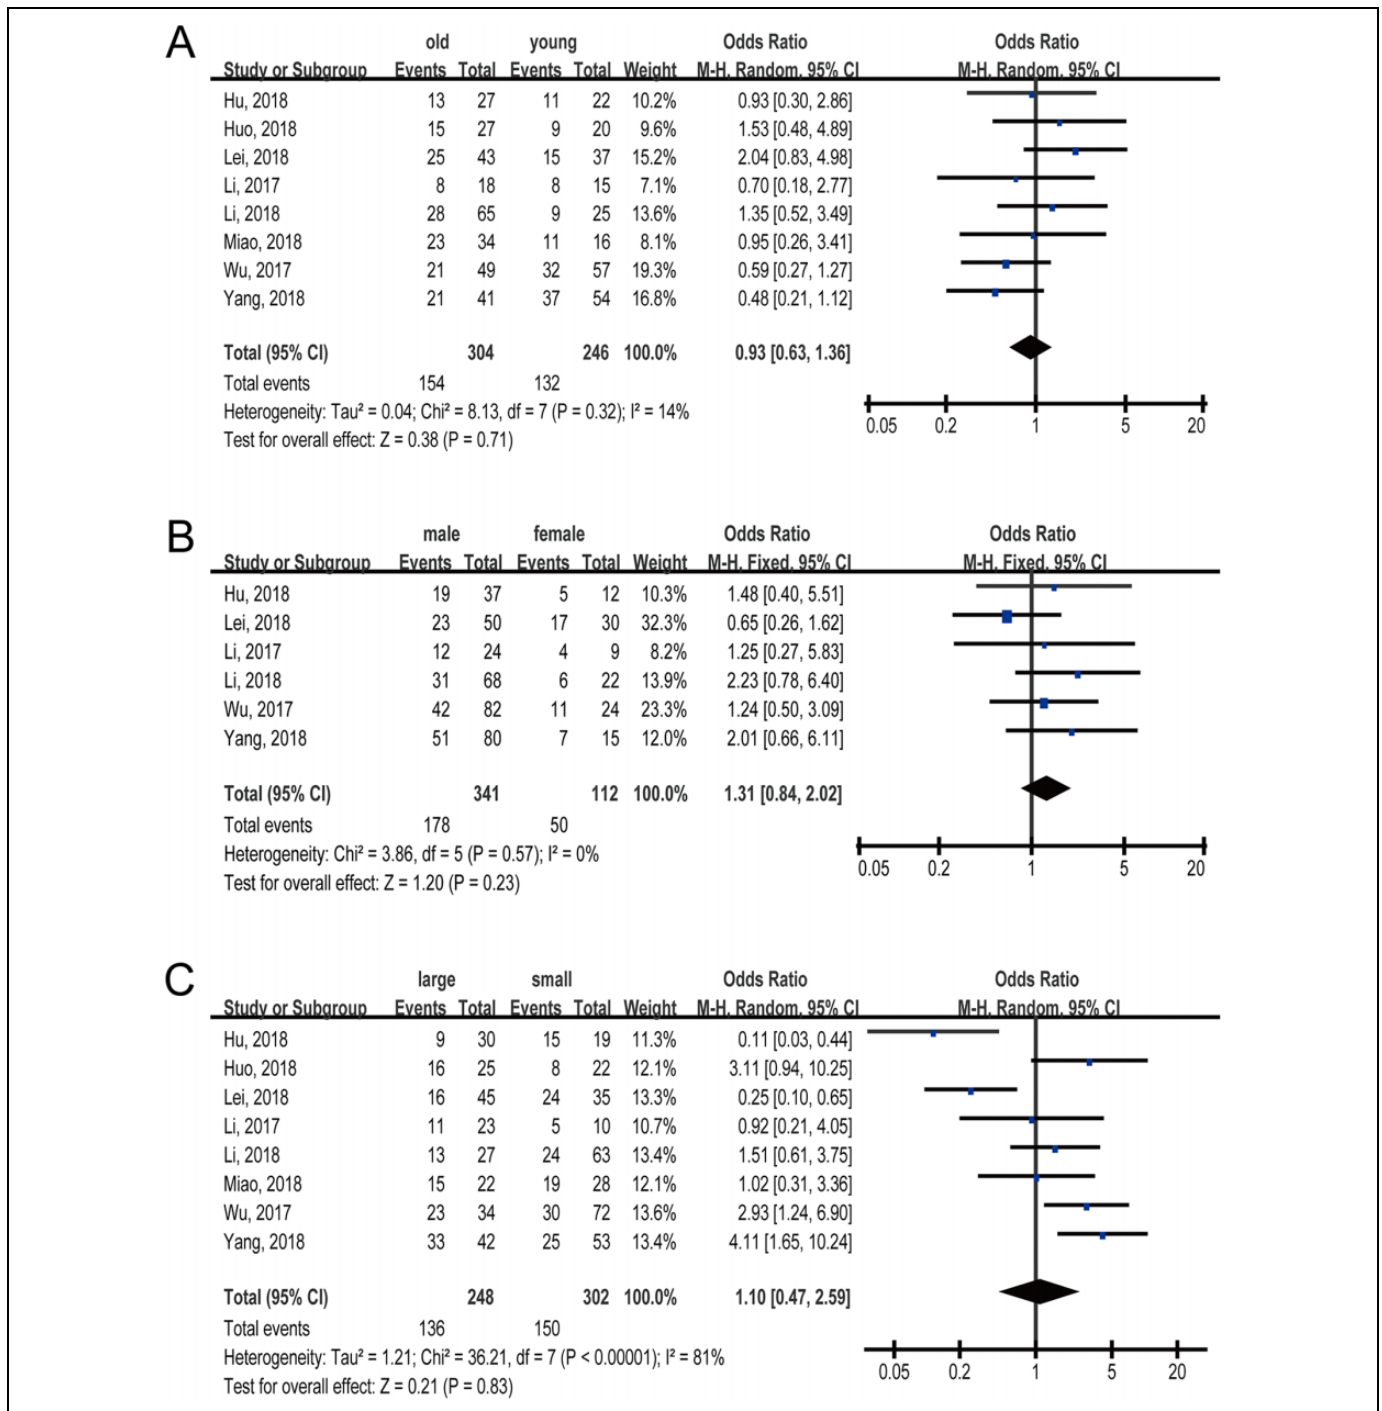 A
old young Odds Ratio Odds Ratio
Study or Subgroup Events Total Events Total Weight M-H. Random. 95% CI M-H. Random. 95% CI
Hu, 2018 13 27 11 22 10.2% 0.93 [0.30, 2.86]
Huo, 2018 15 27 9 20 9.6% 1.53 [0.48, 4.89]
Lei, 2018 25 43 15 37 15.2% 2.04 [0.83, 4.98]
Li, 2017 8 18 8 15 7.1% 0.70 [0.18, 2.77]
Li, 2018 28 65 9 25 13.6% 1.35 [0.52, 3.49]
Miao, 2018 23 34 11 16 8.1% 0.95 [0.26, 3.41]
Wu, 2017 21 49 32 57 19.3% 0.59 [0.27, 1.27]
Yang, 2018 21 41 37 54 16.8% 0.48 [0.21, 1.12]
Total (95% CI) 304 246 100.0% 0.93 [0.63, 1.36]
Total events 154 132
Heterogeneity: Tau² = 0.04; Chi² = 8.13, df = 7 (P = 0.32); I² = 14%
Test for overall effect: Z = 0.38 (P = 0.71)
0.05 0.2 1 5 20
B
male female Odds Ratio Odds Ratio
Study or Subgroup Events Total Events Total Weight M-H. Fixed. 95% CI M-H. Fixed. 95% CI
Hu, 2018 19 37 5 12 10.3% 1.48 [0.40, 5.51]
Lei, 2018 23 50 17 30 32.3% 0.65 [0.26, 1.62]
Li, 2017 12 24 4 9 8.2% 1.25 [0.27, 5.83]
Li, 2018 31 68 6 22 13.9% 2.23 [0.78, 6.40]
Wu, 2017 42 82 11 24 23.3% 1.24 [0.50, 3.09]
Yang, 2018 51 80 7 15 12.0% 2.01 [0.66, 6.11]
Total (95% CI) 341 112 100.0% 1.31 [0.84, 2.02]
Total events 178 50
Heterogeneity: Chi² = 3.86, df = 5 (P = 0.57); I² = 0%
Test for overall effect: Z = 1.20 (P = 0.23)
0.05 0.2 1 5 20
C
large small Odds Ratio Odds Ratio
Study or Subgroup Events Total Events Total Weight M-H. Random. 95% CI M-H. Random. 95% CI
Hu, 2018 9 30 15 19 11.3% 0.11 [0.03, 0.44]
Huo, 2018 16 25 8 22 12.1% 3.11 [0.94, 10.25]
Lei, 2018 16 45 24 35 13.3% 0.25 [0.10, 0.65]
Li, 2017 11 23 5 10 10.7% 0.92 [0.21, 4.05]
Li, 2018 13 27 24 63 13.4% 1.51 [0.61, 3.75]
Miao, 2018 15 22 19 28 12.1% 1.02 [0.31, 3.36]
Wu, 2017 23 34 30 72 13.6% 2.93 [1.24, 6.90]
Yang, 2018 33 42 25 53 13.4% 4.11 [1.65, 10.24]
Total (95% CI) 248 302 100.0% 1.10 [0.47, 2.59]
Total events 136 150
Heterogeneity: Tau² = 1.21; Chi² = 36.21, df = 7 (P < 0.00001); I² = 81%
Test for overall effect: Z = 0.21 (P = 0.83)
0.05 0.2 1 5 20